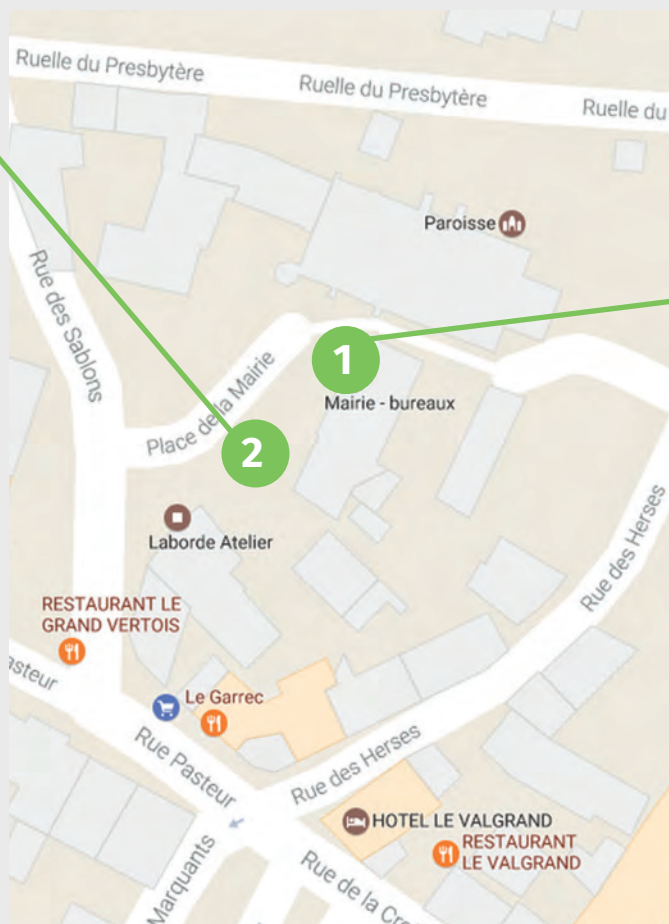 Ruelle du Presbytère
Ruelle du Presbytère
Ruelle du
Paroisse
Rue des Sablons
1
Place de la Mairie
Mairie - bureaux
2
Laborde Atelier
Rue des Herses
RESTAURANT LE
GRAND VERTOIS
asteur
Le Garrec
Rue Pasteur
Rue des Herses
HOTEL LE VALGRAND
RESTAURANT
LE VALGRAND
Marquants
Rue de la Cro